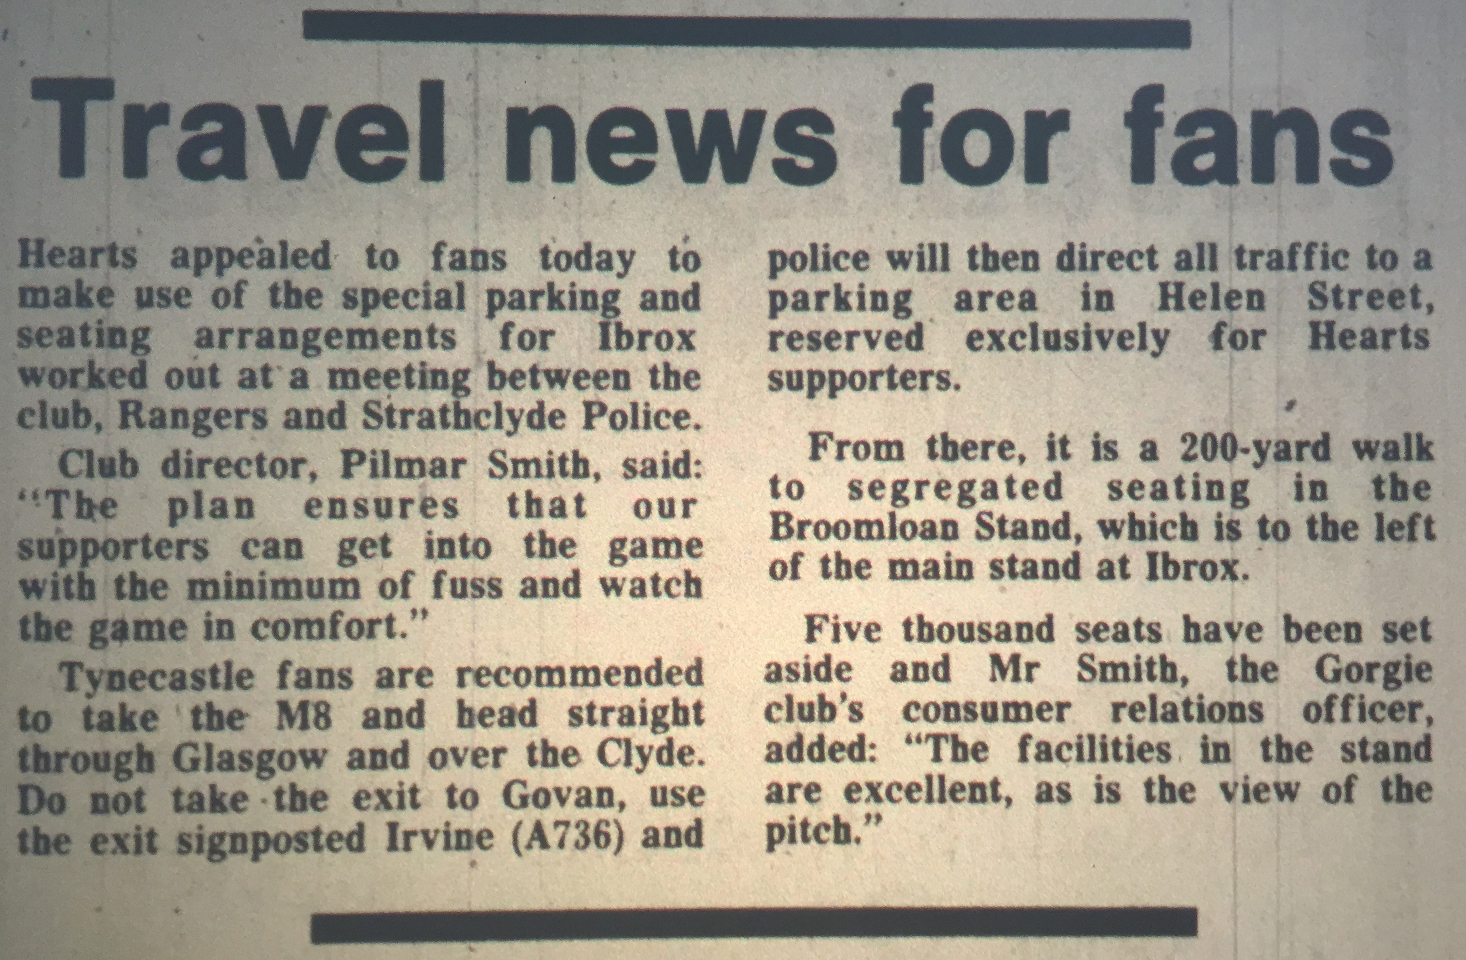 Travel news for fans
Hearts appealed to fans today to
make use of the special parking and
seating arrangements for Ibrox
worked out at a meeting between the
club, Rangers and Strathclyde Police.
Club director, Pilmar Smith, said:
“The plan ensures that our
supporters can get into the game
with the minimum of fuss and watch
the game in comfort.”
Tynecastle fans are recommended
to take the M8 and head straight
through Glasgow and over the Clyde.
Do not take the exit to Govan, use
the exit signposted Irvine (A736) and
police will then direct all traffic to a
parking area in Helen Street,
reserved exclusively for Hearts
supporters.
From there, it is a 200-yard walk
to segregated seating in the
Broomloan Stand, which is to the left
of the main stand at Ibrox.
Five thousand seats have been set
aside and Mr Smith, the Gorgie
club's consumer relations officer,
added: “The facilities in the stand
are excellent, as is the view of the
pitch.”